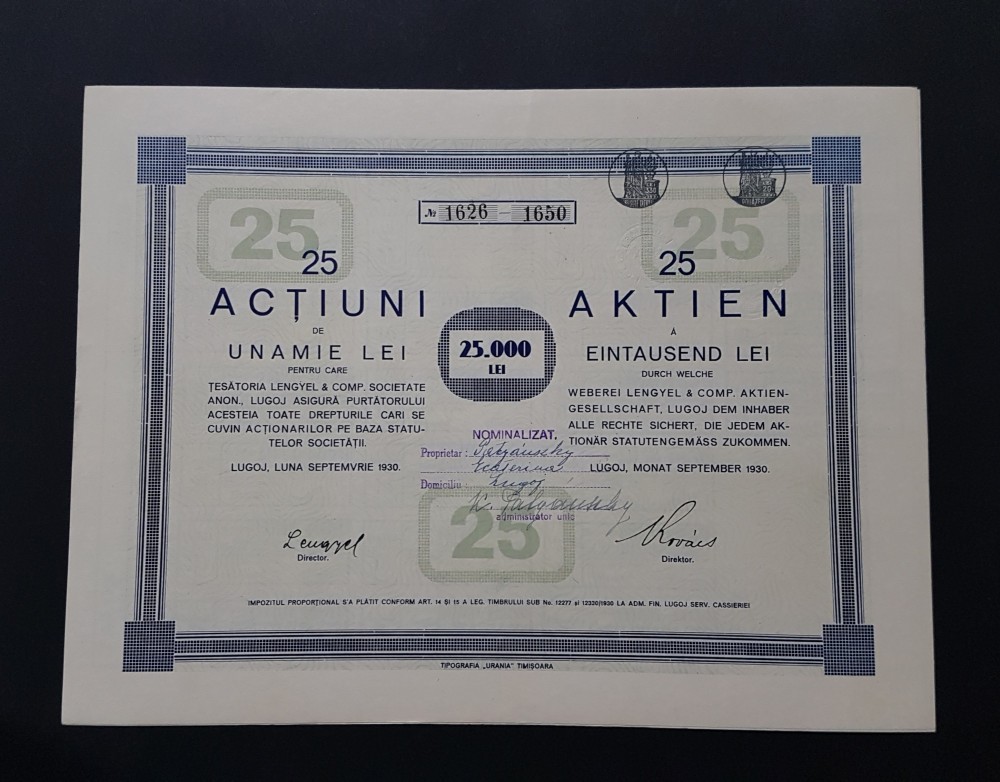 № 1626 — 1650
25
25
25
ACȚIUNI
DE
UNAMIE LEI
PENTRU CARE
ȚESĂTORIA LENGYEL & COMP. SOCIETATE
ANON., LUGOJ ASIGURĂ PURTĂTORULUI
ACESTEIA TOATE DREPTURILE CARI SE
CUVIN ACȚIONARILOR PE BAZA STATU-
TELOR SOCIETĂȚII.
LUGOJ, LUNA SEPTEMVRIE 1930.
Lengyel
Director.
25.000
LEI
25
AKTIEN
À
EINTAUSEND LEI
DURCH WELCHE
WEBEREI LENGYEL & COMP. AKTIEN-
GESELLSCHAFT, LUGOJ DEM INHABER
ALLE RECHTE SICHERT, DIE JEDEM AK-
TIONÄR STATUTENGEMÄSS ZUKOMMEN.
LUGOJ, MONAT SEPTEMBER 1930.
Kovács
Direktor.
NOMINALIZAT.
Proprietar:
Ecaterina
Domiciliu: Lugoj
administrator unic
25
IMPOZITUL PROPORȚIONAL S'A PLĂTIT CONFORM ART. 14 ȘI 15 A LEG. TIMBRULUI SUB No. 12277 și 12320/1930 LA ADM. FIN. LUGOJ SERV. CASSIERIEI
TIPOGRAFIA „URANIA" TIMIȘOARA